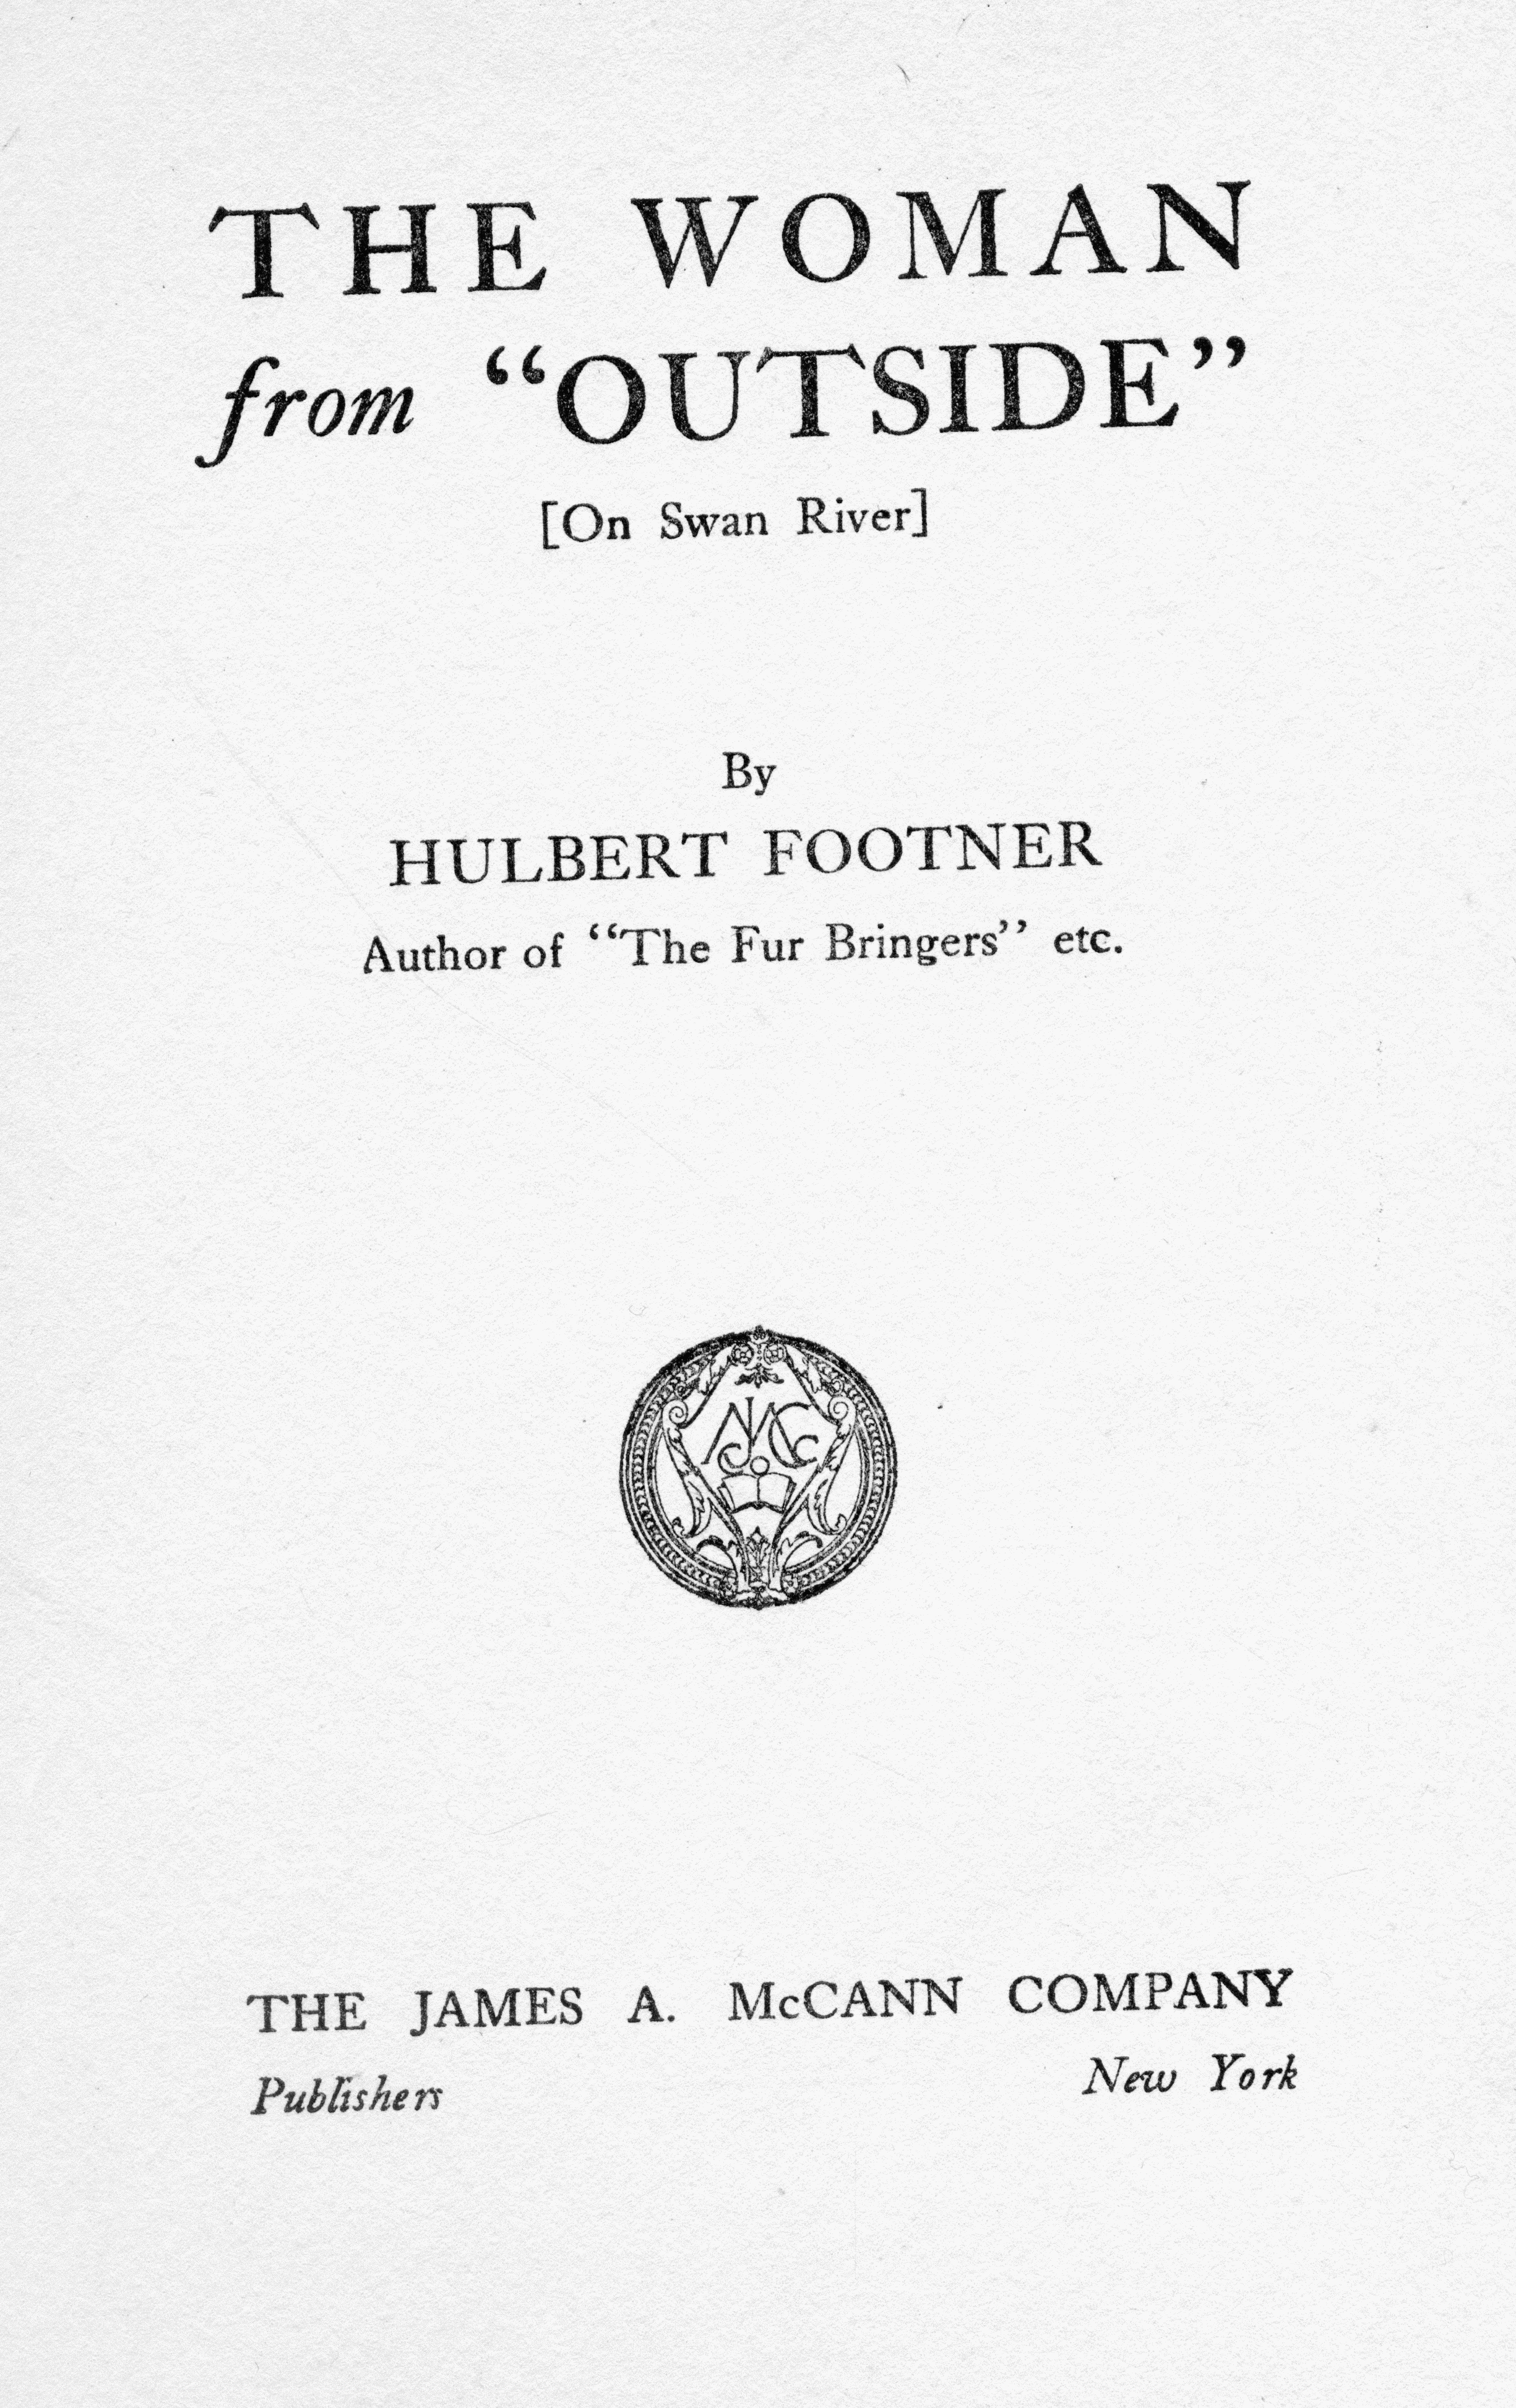 THE WOMAN
from “OUTSIDE”
[On Swan River]
By
HULBERT FOOTNER
Author of “The Fur Bringers” etc.
JAMCc
THE JAMES A. McCANN COMPANY
Publishers New York